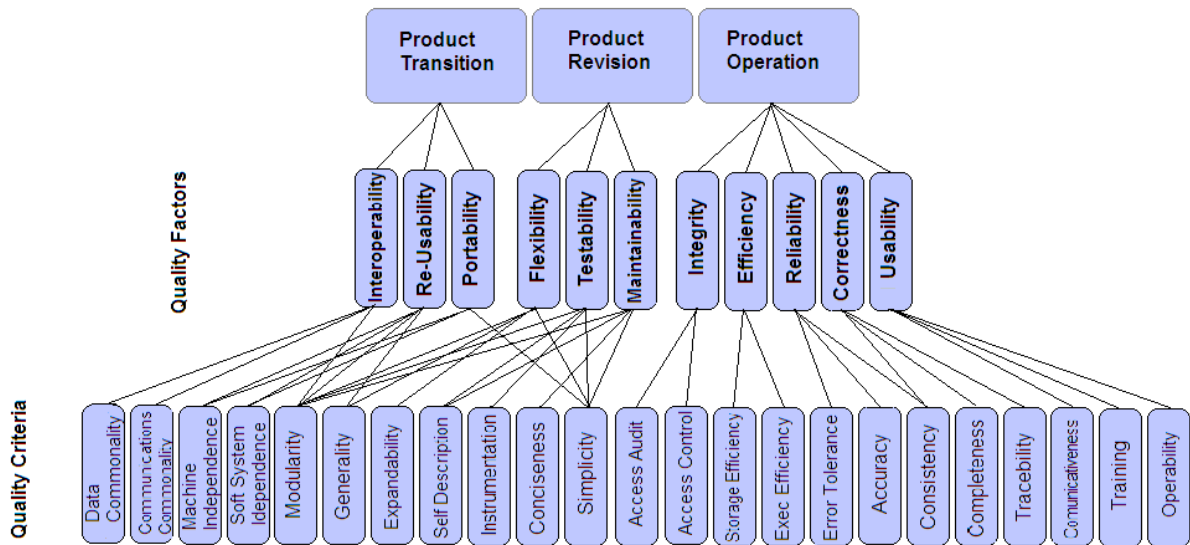 Product
Transition
Product
Revision
Product
Operation
Quality Factors
Interoperability
Re-Usability
Portability
Flexibility
Testability
Maintainability
Integrity
Efficiency
Reliability
Correctness
Usability
Quality Criteria
Data
Commonality
Communications
Commonality
Machine
Independence
Soft System
Idependence
Modularity
Generality
Expandability
Self Description
Instrumentation
Conciseness
Simplicity
Access Audit
Access Control
Storage Efficiency
Exec Efficiency
Error Tolerance
Accuracy
Consistency
Completeness
Tracebility
Comunicativeness
Training
Operability